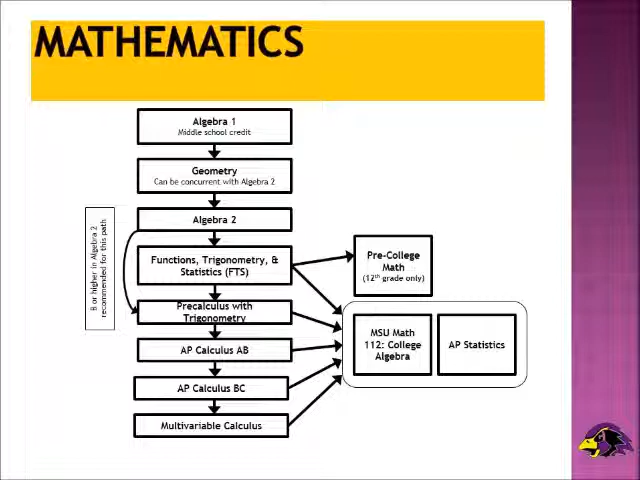 MATHEMATICS
Algebra 1
Middle school credit
Geometry
Can be concurrent with Algebra 2
Algebra 2
B or higher in Algebra 2
recommended for this path
Functions, Trigonometry, &
Statistics (FTS)
Pre-College
Math
(12th grade only)
Precalculus with
Trigonometry
MSU Math
112: College
Algebra
AP Statistics
AP Calculus AB
AP Calculus BC
Multivariable Calculus